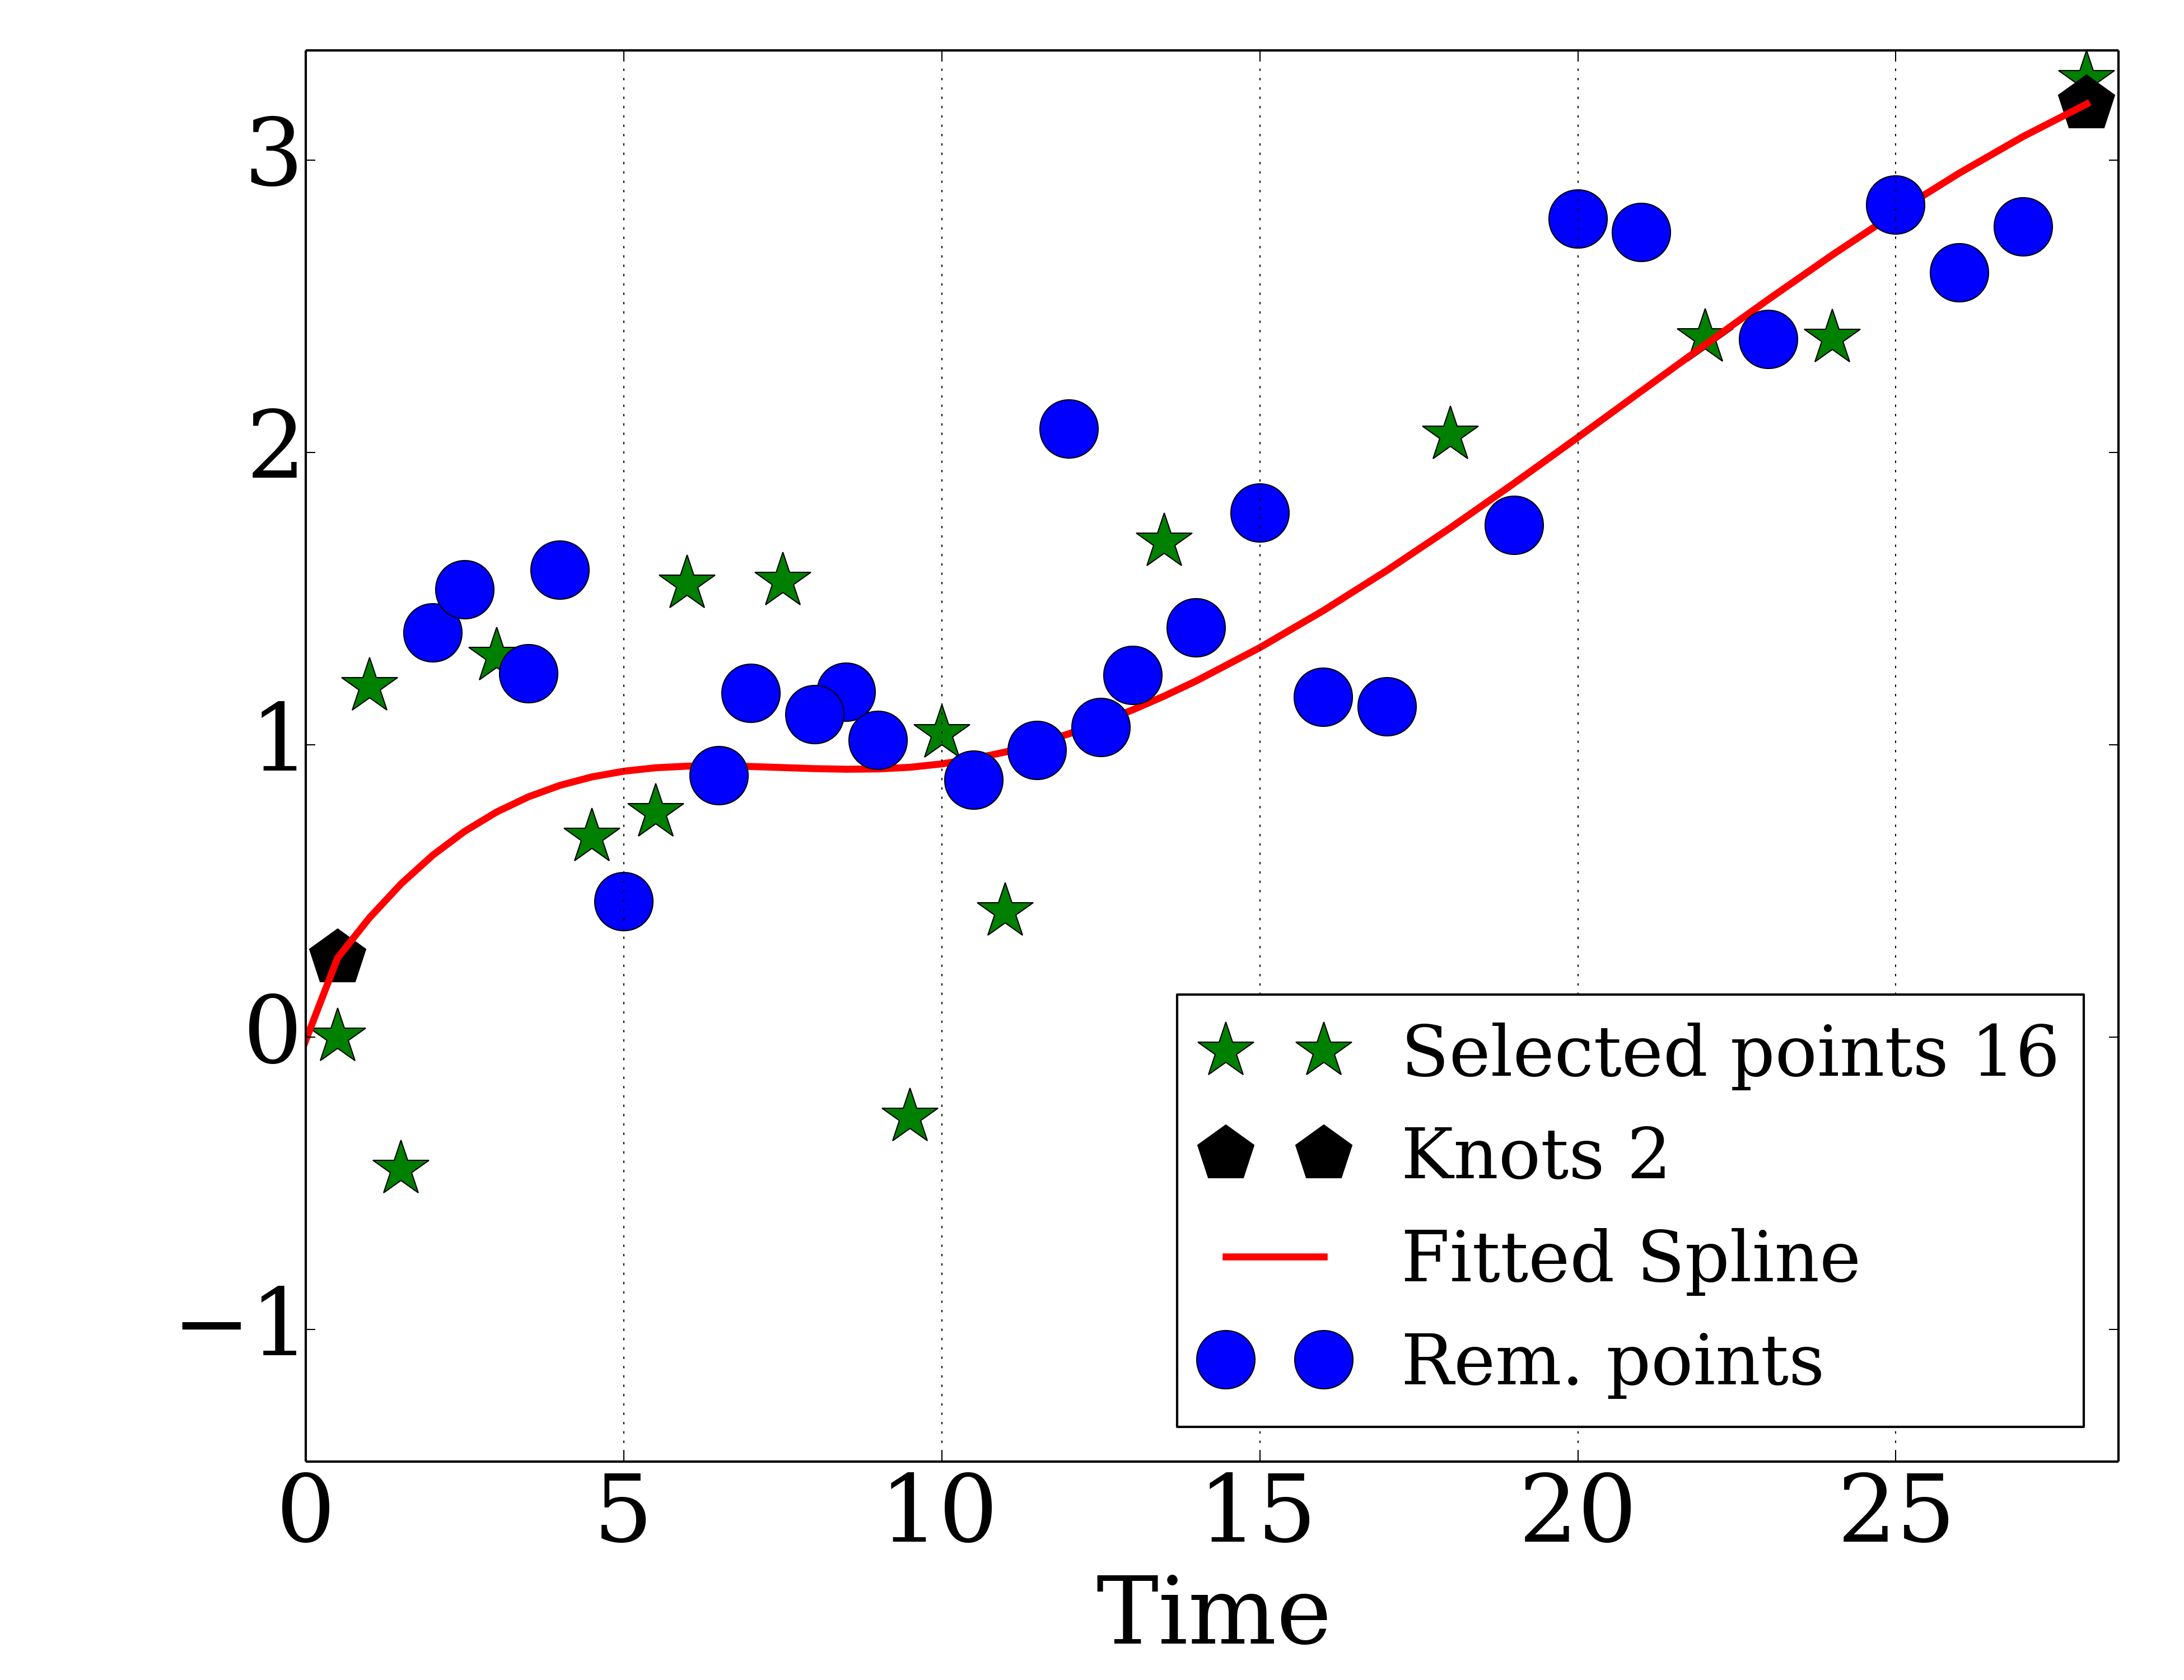 3
2
1
0
−1
Selected points 16
Knots 2
Fitted Spline
Rem. points
0 5 10 15 20 25
Time